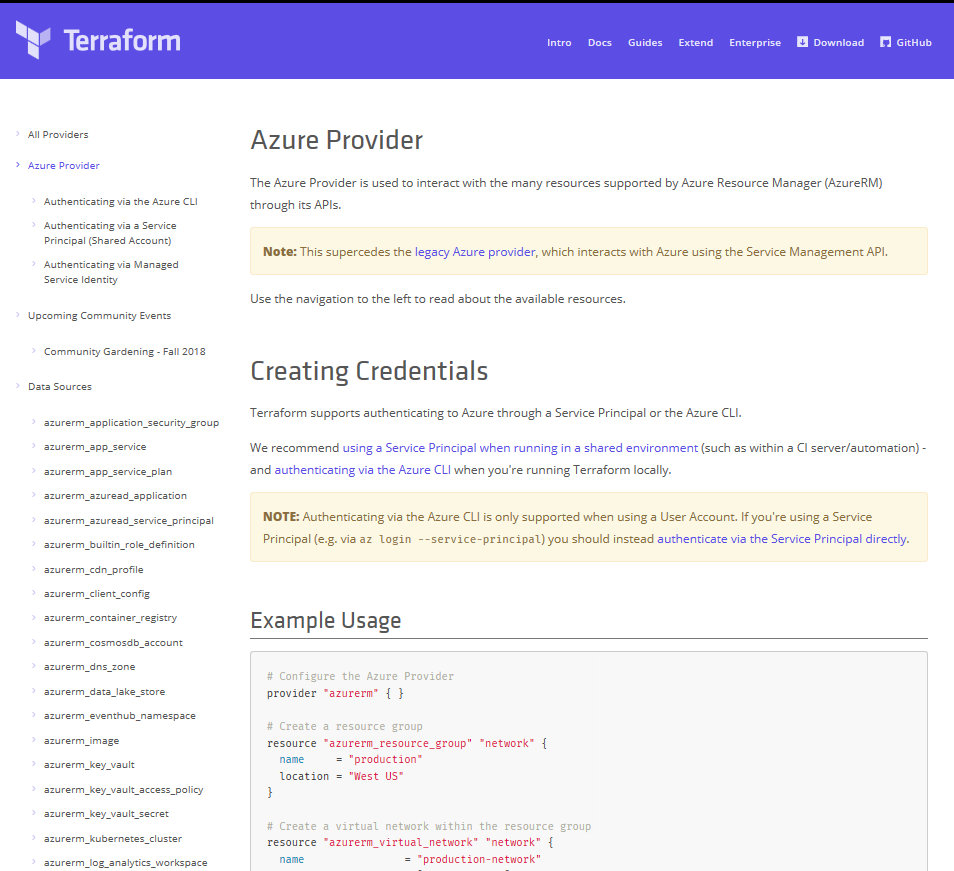 Terraform
Intro Docs Guides Extend Enterprise Download GitHub
All Providers
Azure Provider
Authenticating via the Azure CLI
Authenticating via a Service
Principal (Shared Account)
Authenticating via Managed
Service Identity
Upcoming Community Events
Community Gardening - Fall 2018
Data Sources
azurerm_application_security_group
azurerm_app_service
azurerm_app_service_plan
azurerm_azuread_application
azurerm_azuread_service_principal
azurerm_builtin_role_definition
azurerm_cdn_profile
azurerm_client_config
azurerm_container_registry
azurerm_cosmosdb_account
azurerm_dns_zone
azurerm_data_lake_store
azurerm_eventhub_namespace
azurerm_image
azurerm_key_vault
azurerm_key_vault_access_policy
azurerm_key_vault_secret
azurerm_kubernetes_cluster
azurerm_log_analytics_workspace
Azure Provider
The Azure Provider is used to interact with the many resources supported by Azure Resource Manager (AzureRM)
through its APIs.
Note: This supercedes the legacy Azure provider, which interacts with Azure using the Service Management API.
Use the navigation to the left to read about the available resources.
Creating Credentials
Terraform supports authenticating to Azure through a Service Principal or the Azure CLI.
We recommend using a Service Principal when running in a shared environment (such as within a CI server/automation) -
and authenticating via the Azure CLI when you're running Terraform locally.
NOTE: Authenticating via the Azure CLI is only supported when using a User Account. If you're using a Service
Principal (e.g. via az login --service-principal) you should instead authenticate via the Service Principal directly.
Example Usage
# Configure the Azure Provider
provider "azurerm" { }
# Create a resource group
resource "azurerm_resource_group" "network" {
name = "production"
location = "West US"
}
# Create a virtual network within the resource group
resource "azurerm_virtual_network" "network" {
name = "production-network"